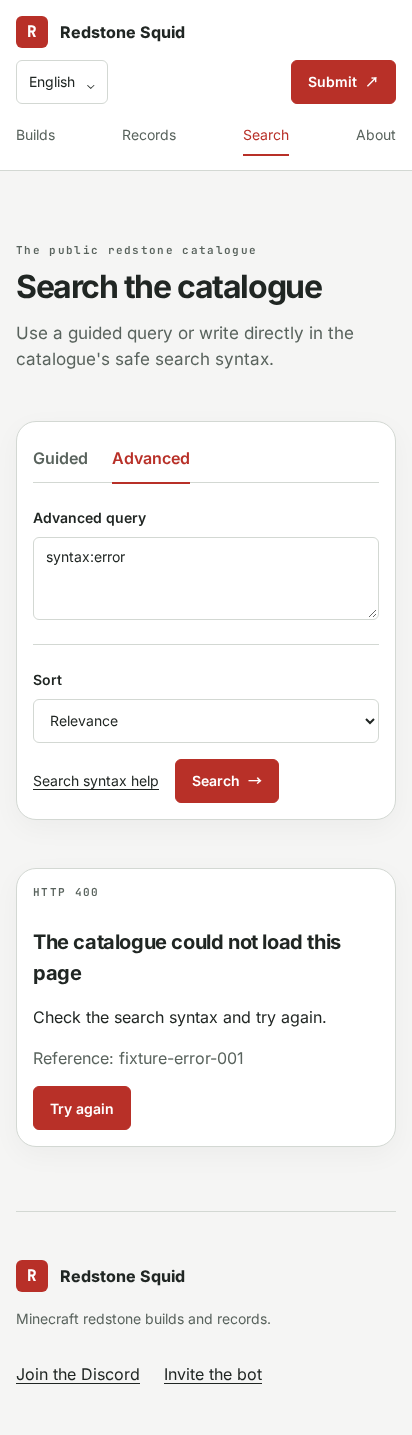 R Redstone Squid
English
Submit ↗
Builds Records Search About
The public redstone catalogue
Search the catalogue
Use a guided query or write directly in the
catalogue's safe search syntax.
Guided Advanced
Advanced query
syntax:error
Sort
Relevance
Search syntax help Search →
HTTP 400
The catalogue could not load this
page
Check the search syntax and try again.
Reference: fixture-error-001
Try again
R Redstone Squid
Minecraft redstone builds and records.
Join the Discord Invite the bot